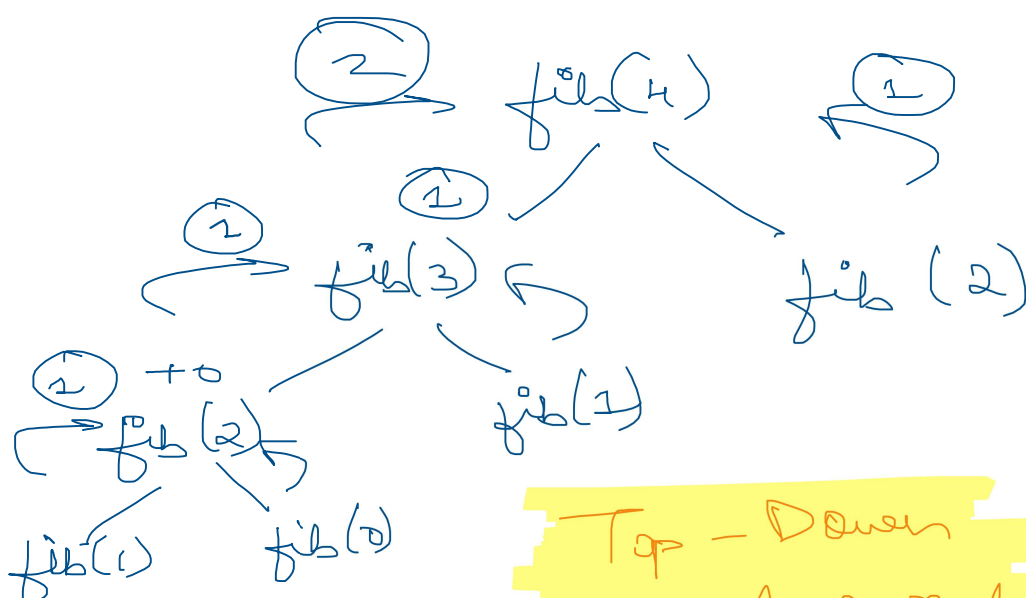 2 fib(4) 1
1 1
fib(3) fib(2)
1 +0
fib(2) fib(1)
fib(1) fib(0)
Top - Down